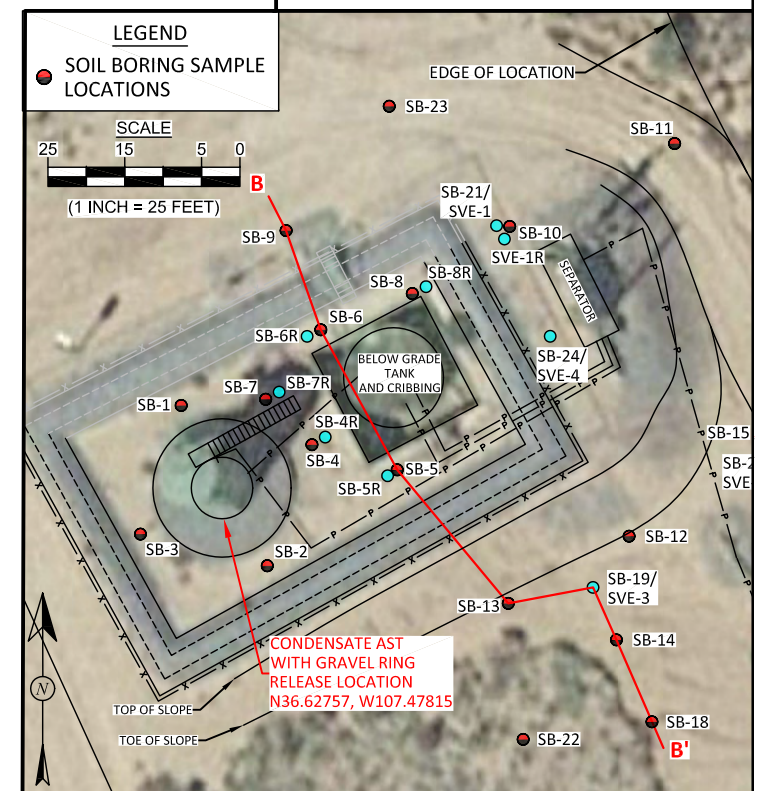 LEGEND
SOIL BORING SAMPLE
LOCATIONS
EDGE OF LOCATION
SB-23
SCALE
25 15 5 0
(1 INCH = 25 FEET)
SB-11
B
SB-21/
SVE-1
SB-10
SVE-1R
SB-9
SB-8
SB-8R
SEPARATOR
SB-6
SB-6R
SB-24/
SVE-4
BELOW GRADE
TANK
AND CRIBBING
SB-7
SB-7R
SB-1
SB-4R
SB-4
SB-15
SB-5
SB-5R
SB-2
SVE
SB-3
SB-2
SB-12
SB-19/
SVE-3
SB-13
SB-14
CONDENSATE AST
WITH GRAVEL RING
RELEASE LOCATION
N36.62757, W107.47815
N
TOP OF SLOPE
TOE OF SLOPE
SB-18
SB-22
B'